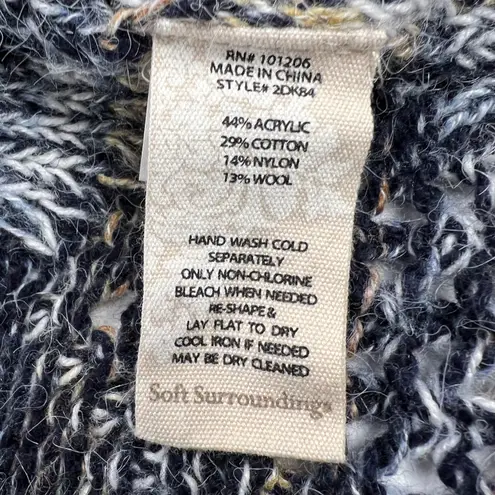 RN# 101206
MADE IN CHINA
STYLE# 2DK84
44% ACRYLIC
29% COTTON
14% NYLON
13% WOOL
HAND WASH COLD
SEPARATELY
ONLY NON-CHLORINE
BLEACH WHEN NEEDED
RE-SHAPE &
LAY FLAT TO DRY
COOL IRON IF NEEDED
MAY BE DRY CLEANED
Soft Surroundings